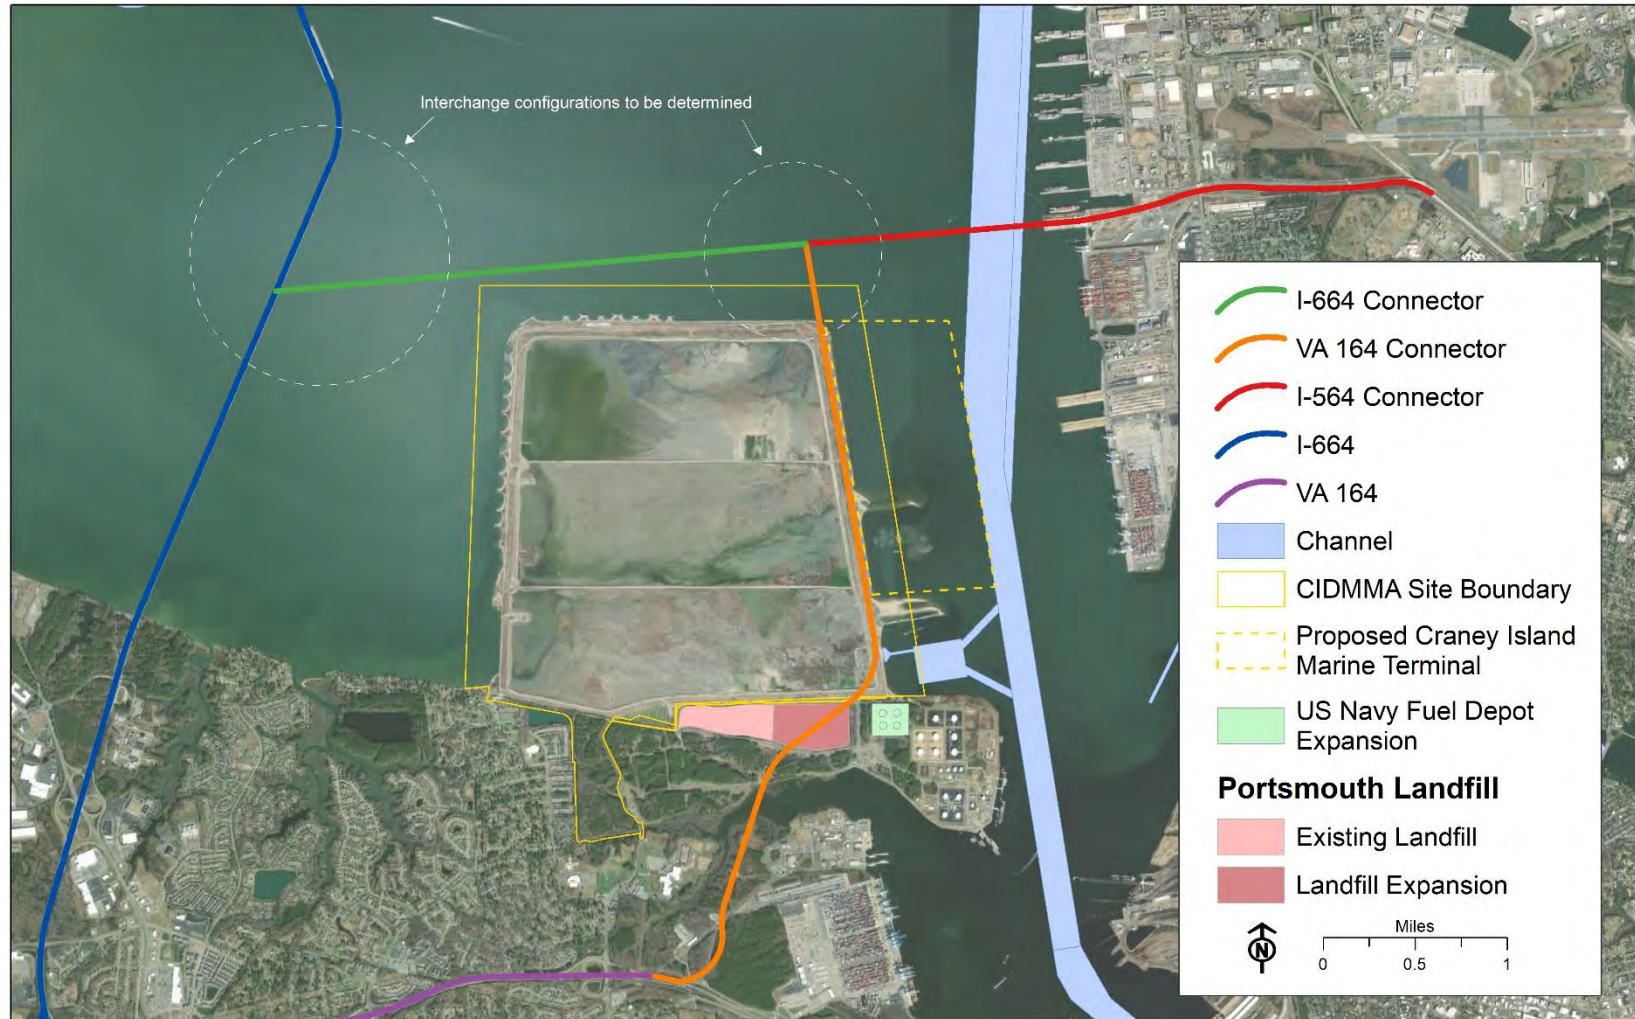 Interchange configurations to be determined
I-664 Connector
VA 164 Connector
I-564 Connector
I-664
VA 164
Channel
CIDMMA Site Boundary
Proposed Craney Island
Marine Terminal
US Navy Fuel Depot
Expansion
Portsmouth Landfill
Existing Landfill
Landfill Expansion
N
Miles
0 0.5 1